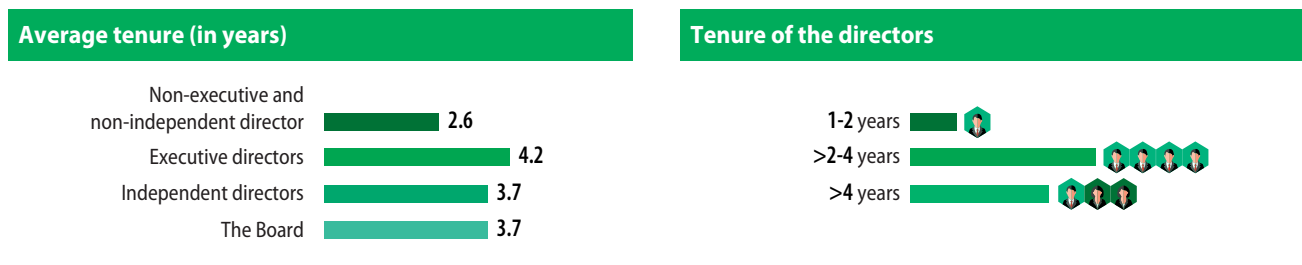 Average tenure (in years)
Non-executive and
non-independent director 2.6
Executive directors 4.2
Independent directors 3.7
The Board 3.7
Tenure of the directors
1-2 years
>2-4 years
>4 years